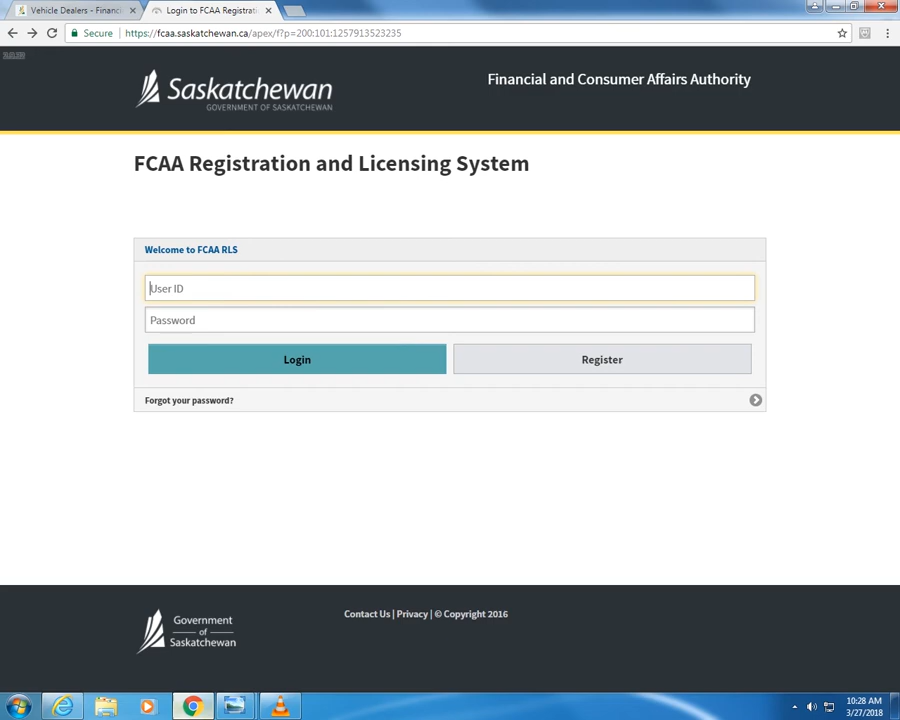 Vehicle Dealers - Financi
Login to FCAA Registrati
Secure
https://fcaa.saskatchewan.ca/apex/f?p=200:101:1257913523235
Saskatchewan
GOVERNMENT OF SASKATCHEWAN
Financial and Consumer Affairs Authority
FCAA Registration and Licensing System
Welcome to FCAA RLS
User ID
Password
Login
Register
Forgot your password?
Government
of
Saskatchewan
Contact Us | Privacy | © Copyright 2016
10:28 AM
3/27/2018